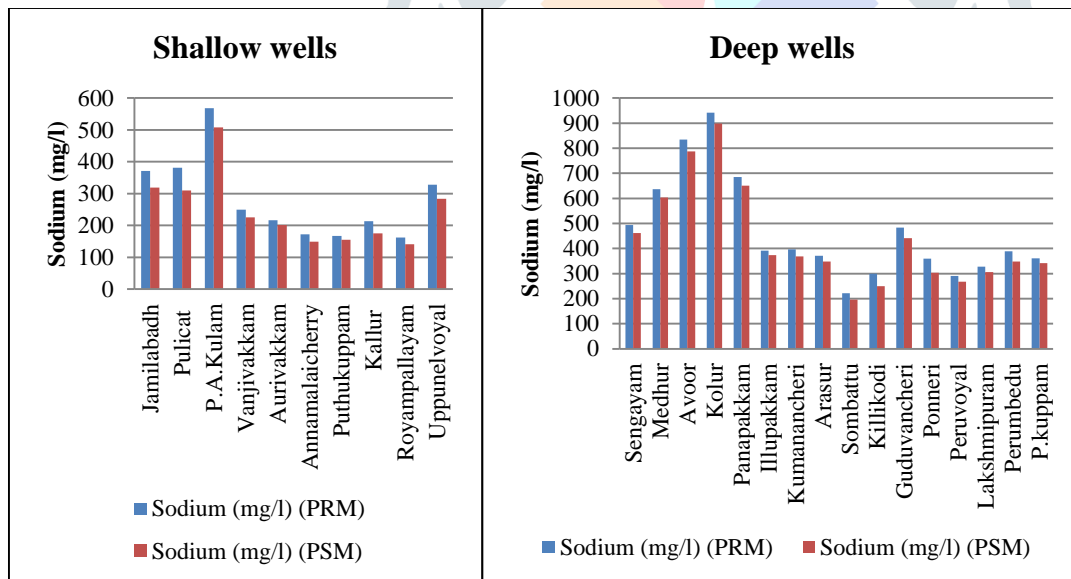 Shallow wells
Sodium (mg/l)
600
500
400
300
200
100
0
Jamilabadh
Pulicat
P.A.Kulam
Vanjivakkam
Aurivakkam
Annamalaicherry
Puthukuppam
Kallur
Royampallayam
Uppunelvoyal
Sodium (mg/l) (PRM)
Sodium (mg/l) (PSM)
Deep wells
Sodium (mg/l)
1000
900
800
700
600
500
400
300
200
100
0
Sengayam
Medhur
Avoor
Kolur
Panapakkam
Illupakkam
Kumanancheri
Arasur
Sombattu
Killikodi
Guduvancheri
Ponneri
Peruvoyal
Lakshmipuram
Perumbedu
P.kuppam
Sodium (mg/l) (PRM)
Sodium (mg/l) (PSM)